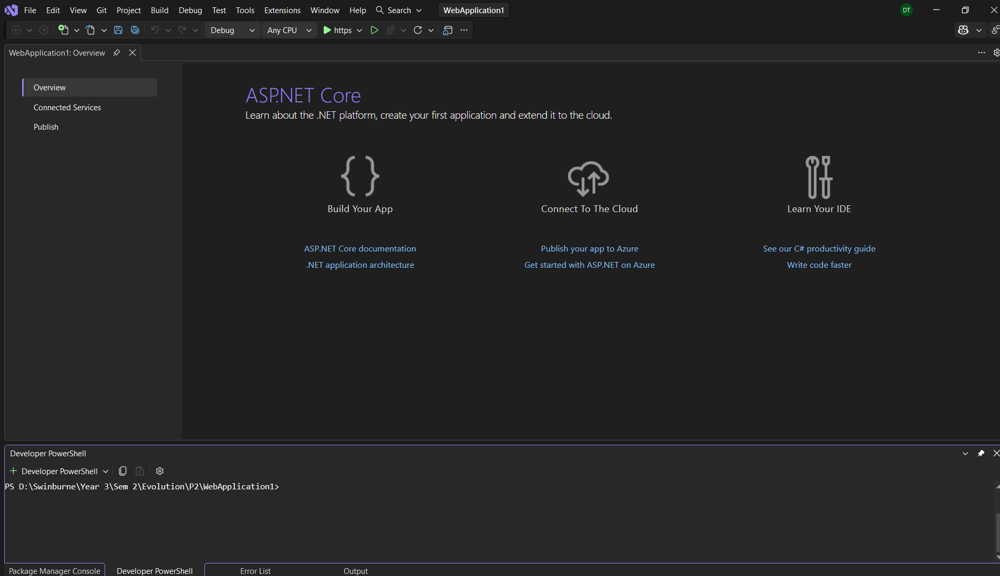 File Edit View Git Project Build Debug Test Tools Extensions Window Help Search WebApplication1 DT
Debug Any CPU https
WebApplication1: Overview
Overview
Connected Services
Publish
ASP.NET Core
Learn about the .NET platform, create your first application and extend it to the cloud.
Build Your App
ASP.NET Core documentation
.NET application architecture
Connect To The Cloud
Publish your app to Azure
Get started with ASP.NET on Azure
Learn Your IDE
See our C# productivity guide
Write code faster
Developer PowerShell
Developer PowerShell
PS D:\Swinburne\Year 3\Sem 2\Evolution\P2\WebApplication1>
Package Manager Console Developer PowerShell Error List Output